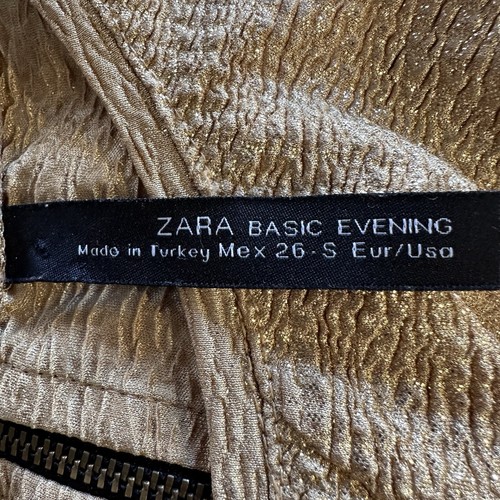 ZARA BASIC EVENING
Made in Turkey Mex 26-S Eur/Usa